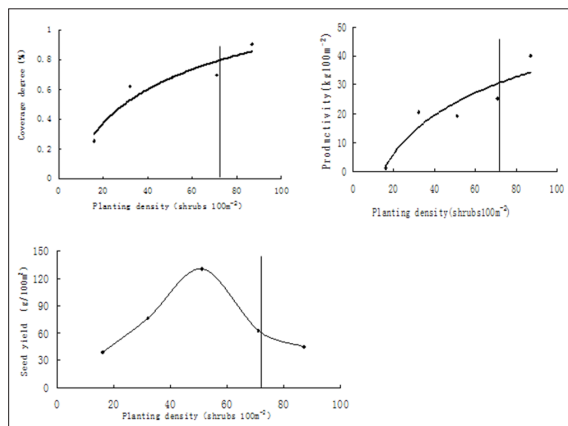 Coverage degree (%)
1
0.8
0.6
0.4
0.2
0
0 20 40 60 80 100
Planting density (shrubs 100m⁻²)
Productivity(kg100m⁻²)
60
50
40
30
20
10
0
0 20 40 60 80 100
Planting density(shrubs100m⁻²)
Seed yield (g/100m²)
150
120
90
60
30
0
0 20 40 60 80 100
Planting density (shrubs 100m⁻²)